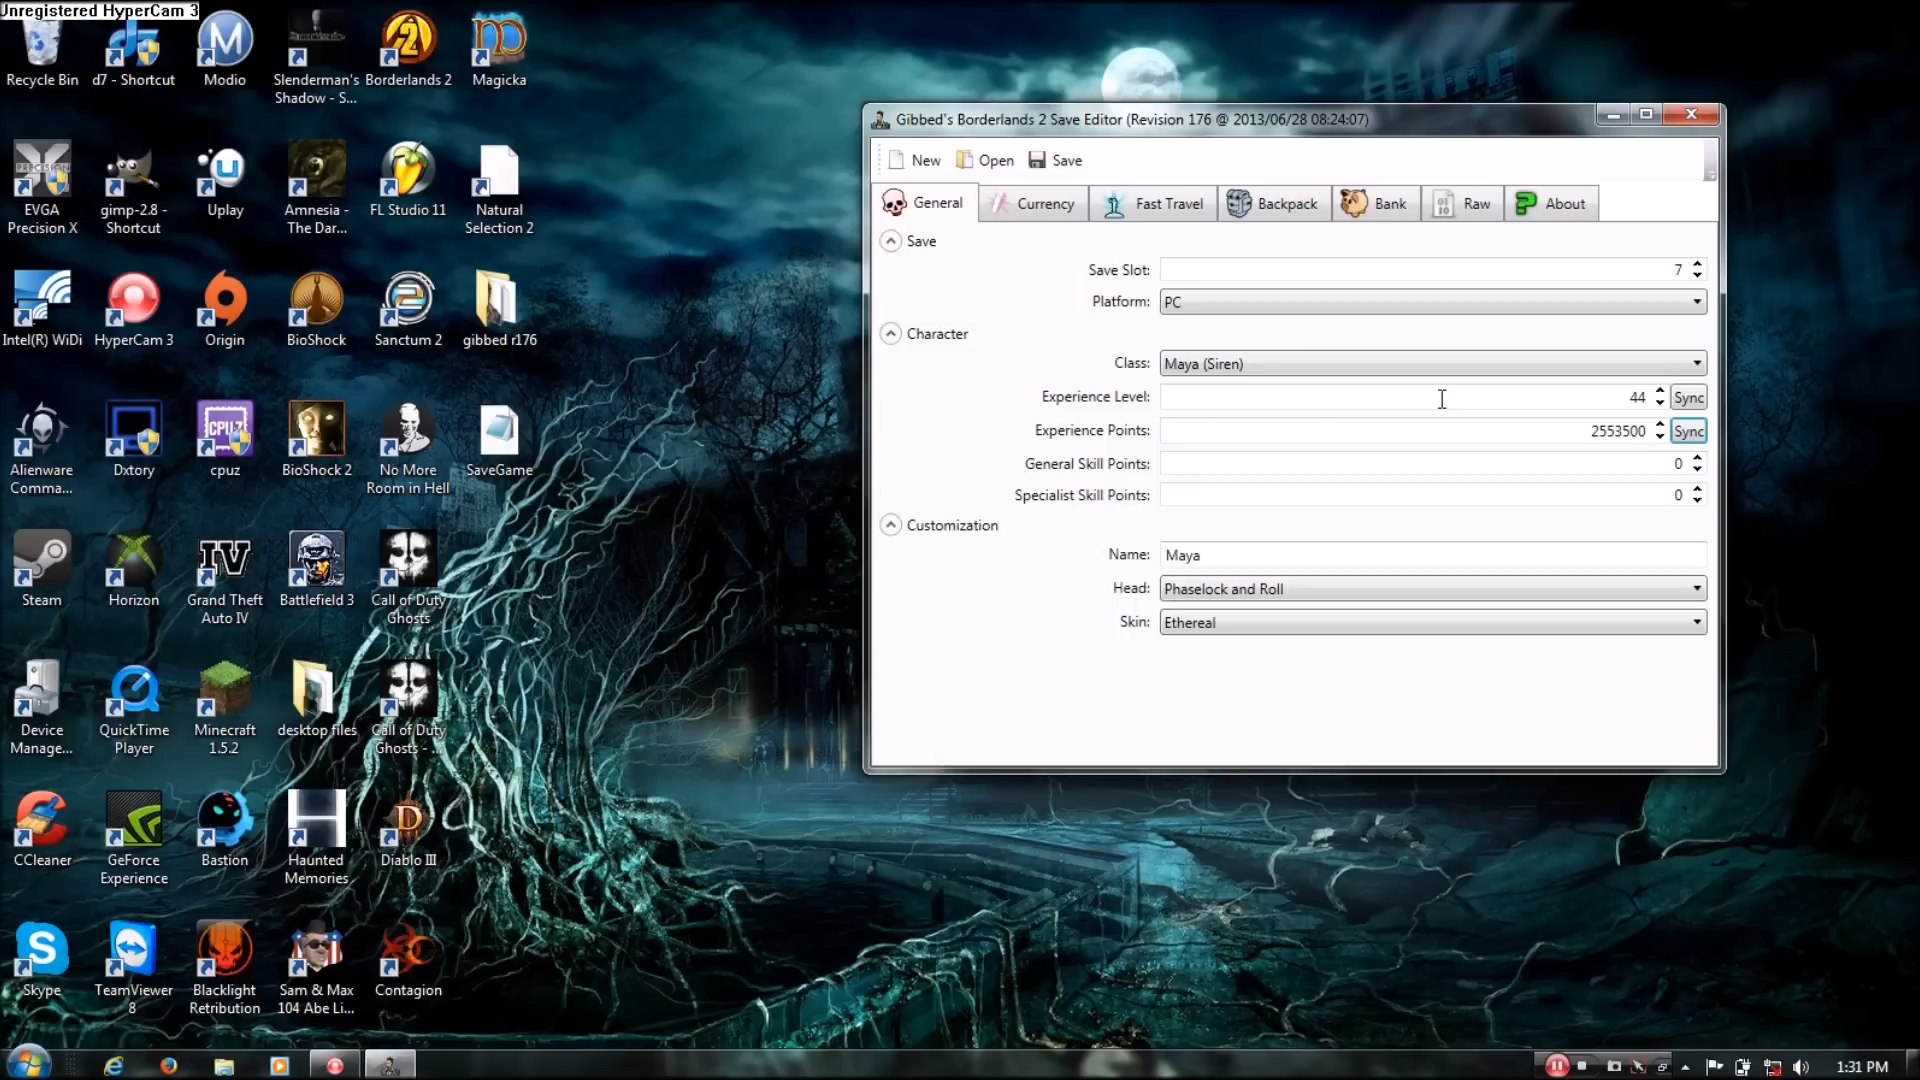 Unregistered HyperCam 3
Recycle Bin
d7 - Shortcut
Modio
Slenderman's
Shadow - S...
Borderlands 2
Magicka
EVGA
Precision X
gimp-2.8 -
Shortcut
Uplay
Amnesia -
The Dar...
FL Studio 11
Natural
Selection 2
Intel(R) WiDi
HyperCam 3
Origin
BioShock
Sanctum 2
gibbed r176
Alienware
Comma...
Dxtory
cpuz
BioShock 2
No More
Room in Hell
SaveGame
Steam
Horizon
Grand Theft
Auto IV
Battlefield 3
Call of Duty
Ghosts
Device
Manage...
QuickTime
Player
Minecraft
1.5.2
desktop files
Call of Duty
Ghosts - ...
CCleaner
GeForce
Experience
Bastion
Haunted
Memories
Diablo III
Skype
TeamViewer
8
Blacklight
Retribution
Sam & Max
104 Abe Li...
Contagion
Gibbed's Borderlands 2 Save Editor (Revision 176 @ 2013/06/28 08:24:07)
New Open Save
General Currency Fast Travel Backpack Bank Raw About
Save
Save Slot: 7
Platform: PC
Character
Class: Maya (Siren)
Experience Level: 44 Sync
Experience Points: 2553500 Sync
General Skill Points: 0
Specialist Skill Points: 0
Customization
Name: Maya
Head: Phaselock and Roll
Skin: Ethereal
1:31 PM